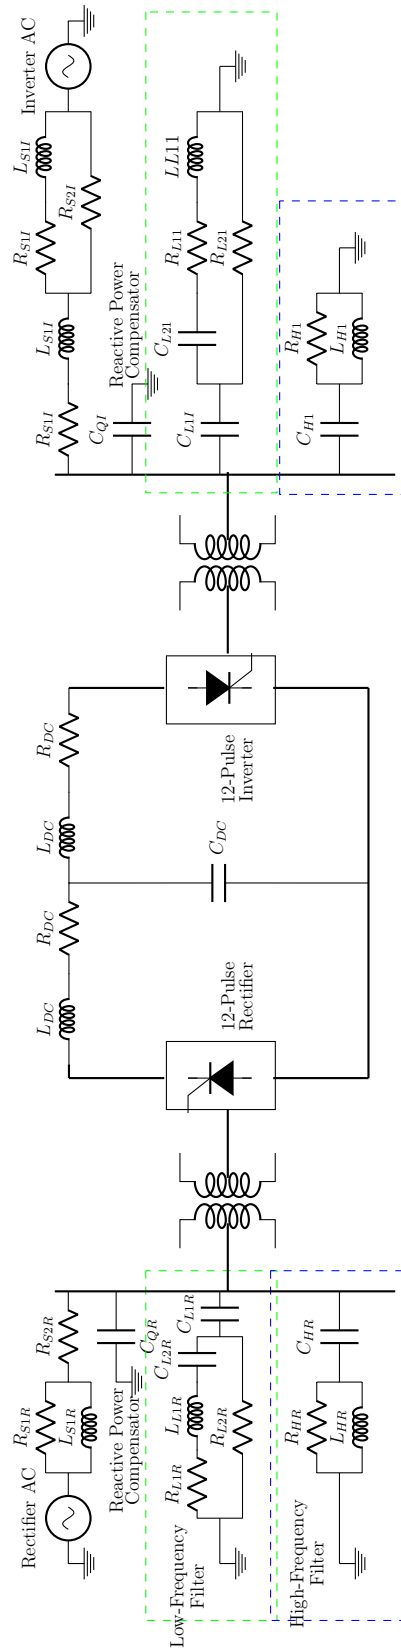 Rectifier AC
R_{S1R}
L_{S1R}
R_{S2R}
Reactive Power
Compensator
C_{QR}
R_{L1R}
L_{L1R}
C_{L2R}
C_{L1R}
R_{L2R}
Low-Frequency
Filter
R_{HR}
L_{HR}
C_{HR}
High-Frequency
Filter
L_{DC}
R_{DC}
L_{DC}
R_{DC}
12-Pulse
Rectifier
C_{DC}
12-Pulse
Inverter
R_{S1I}
L_{S1I}
R_{S1I}
L_{S1I}
R_{S2I}
Inverter AC
C_{QI}
Reactive Power
Compensator
C_{L1I}
C_{L21}
R_{L11}
LL11
R_{L21}
C_{H1}
R_{H1}
L_{H1}